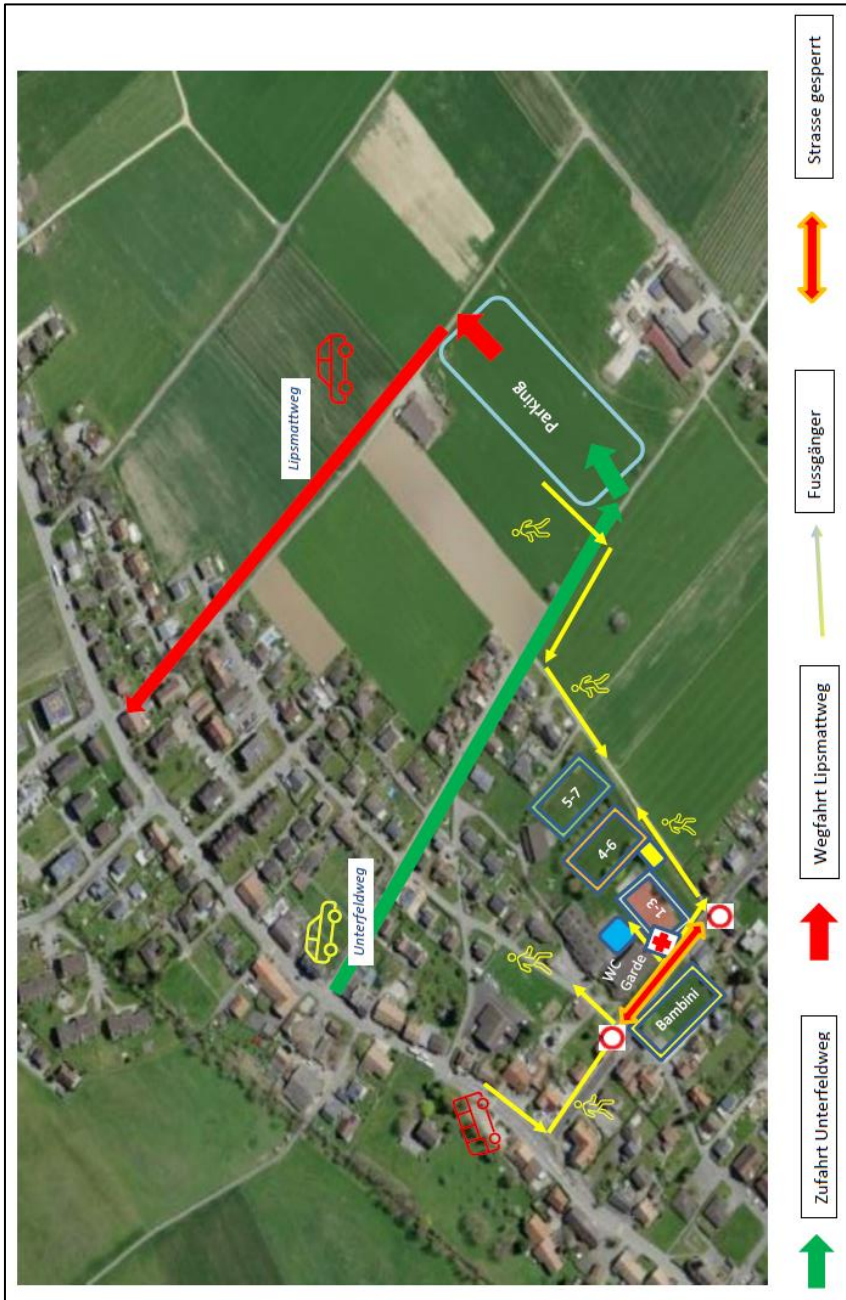 Lipsmattweg
Unterfeldweg
Parking
5-7
4-6
1-3
WC
Garde
Bambini
Zufahrt Unterfeldweg
Wegfahrt Lipsmattweg
Fussgänger
Strasse gesperrt